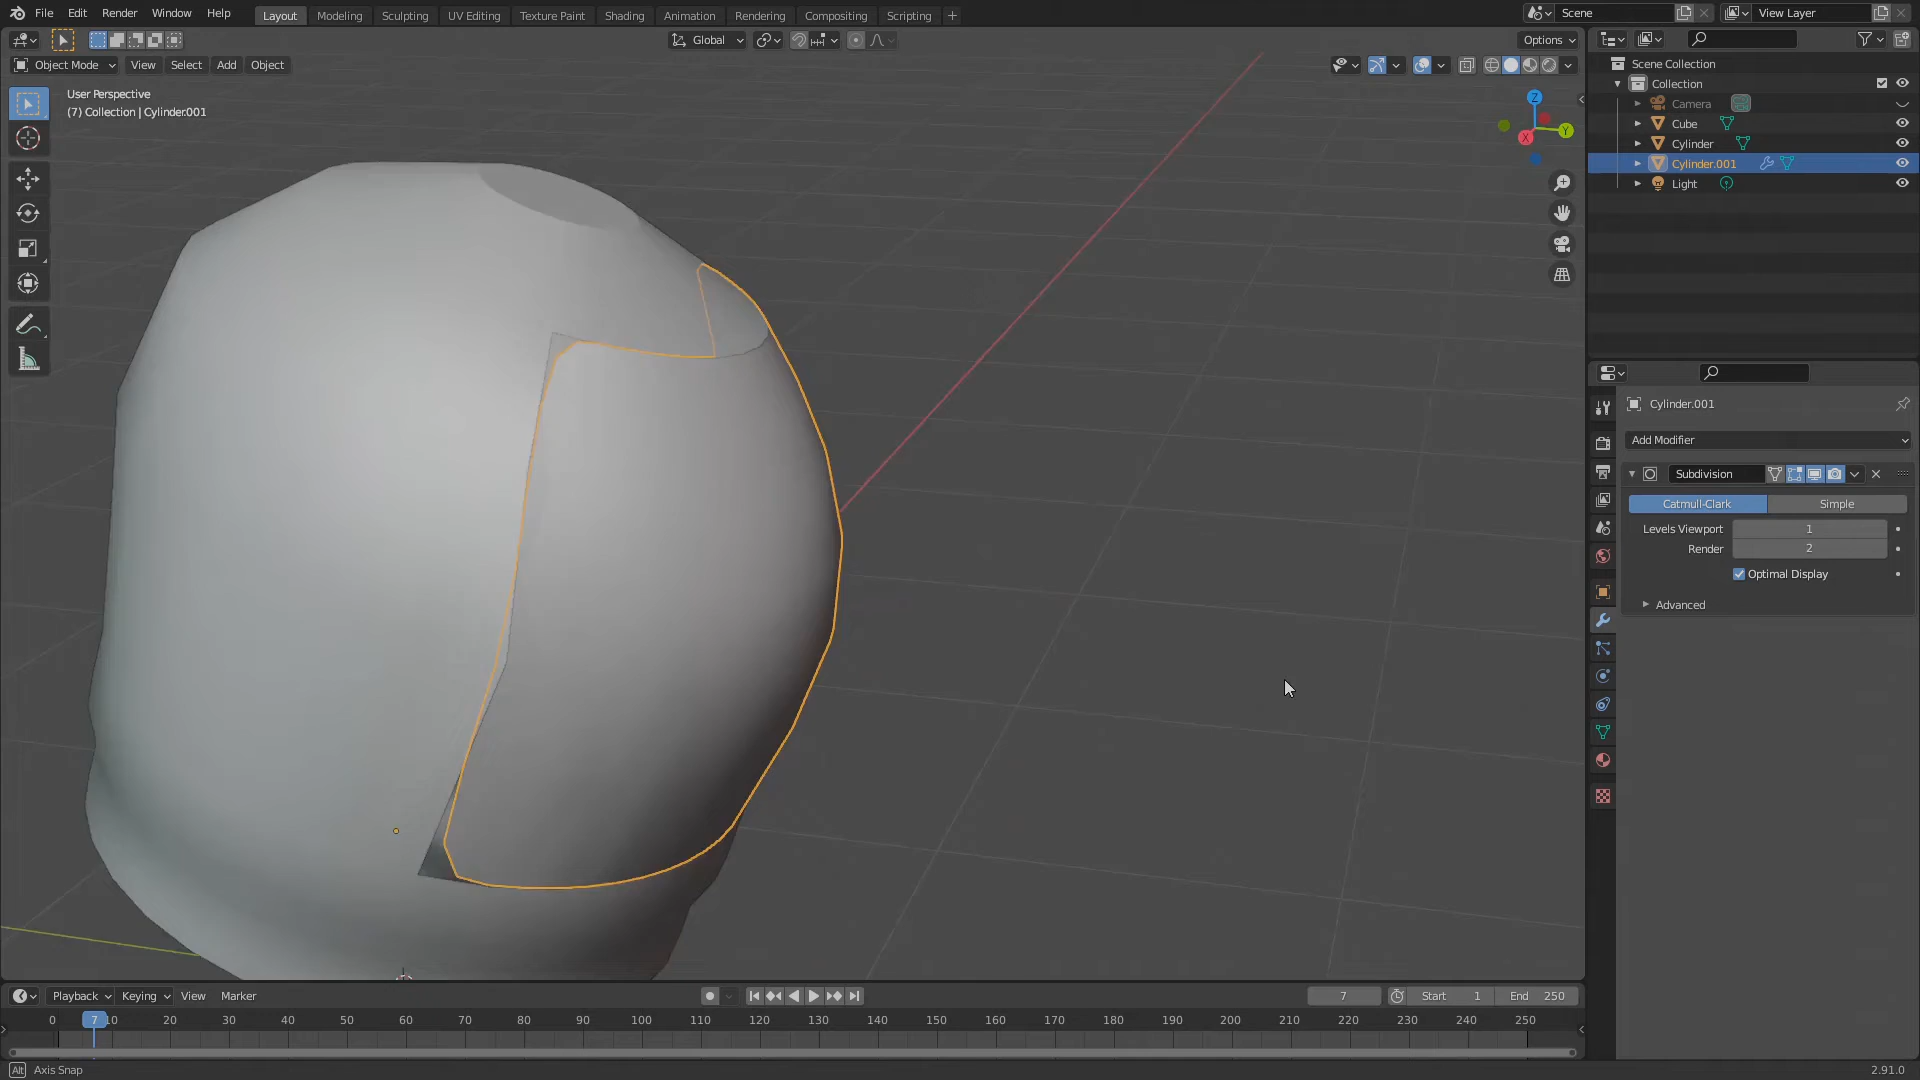 File Edit Render Window Help Layout Modeling Sculpting UV Editing Texture Paint Shading Animation Rendering Compositing Scripting Scene View Layer
Global Options
Object Mode View Select Add Object
User Perspective
(7) Collection | Cylinder.001
Z
Y
X
Scene Collection
Collection
Camera
Cube
Cylinder
Cylinder.001
Light
Cylinder.001
Add Modifier
Subdivision
Catmull-Clark Simple
Levels Viewport 1
Render 2
Optimal Display
Advanced
Playback Keying View Marker 7 Start 1 End 250
0 7 10 20 30 40 50 60 70 80 90 100 110 120 130 140 150 160 170 180 190 200 210 220 230 240 250
Alt Axis Snap 2.91.0